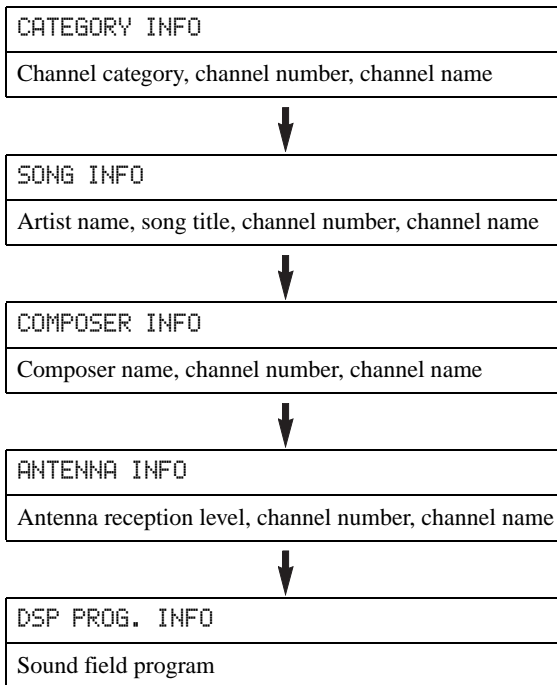 CATEGORY INFO
Channel category, channel number, channel name
SONG INFO
Artist name, song title, channel number, channel name
COMPOSER INFO
Composer name, channel number, channel name
ANTENNA INFO
Antenna reception level, channel number, channel name
DSP PROG. INFO
Sound field program